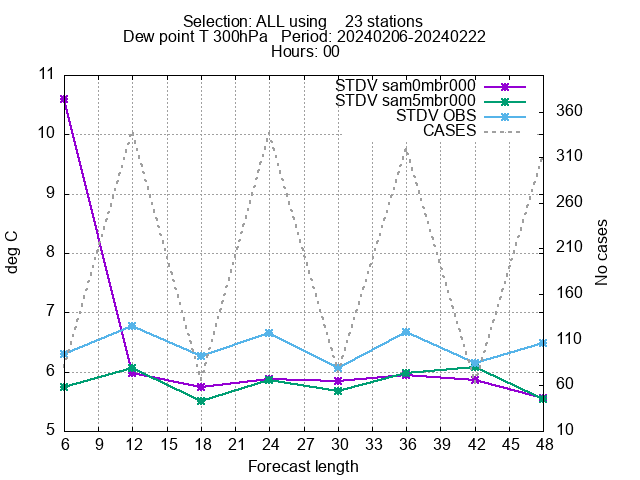 Selection: ALL using    23 stations
Dew point T 300hPa   Period: 20240206-20240222
Hours: 00
STDV sam0mbr000
STDV sam5mbr000
STDV OBS
CASES
11
10
9
8
7
6
5
deg C
360
310
260
210
160
110
60
10
No cases
6 9 12 15 18 21 24 27 30 33 36 39 42 45 48
Forecast length